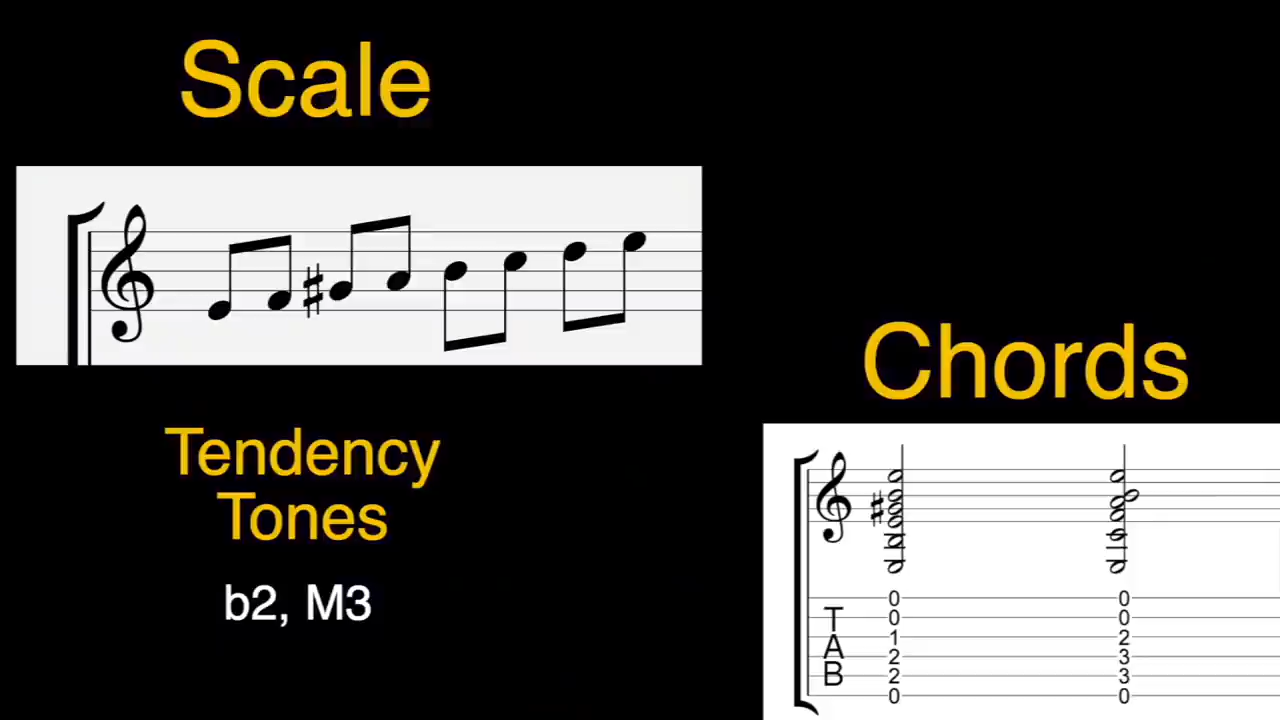 Scale
Tendency
Tones
b2, M3
Chords
T
A
B
0 0
0 0
1 2
2 3
2 3
0 0